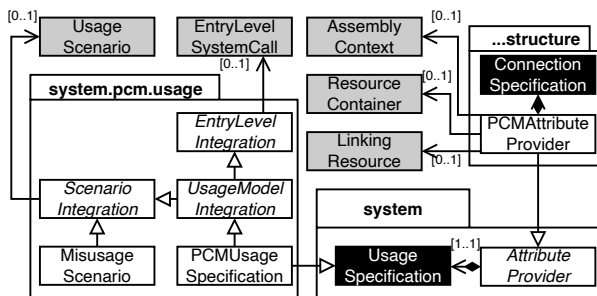 [0..1]
Usage
Scenario
EntryLevel
SystemCall
[0..1]
Assembly
Context
[0..1]
...structure
Connection
Specification
PCMAttribute
Provider
Resource
Container
[0..1]
Linking
Resource
[0..1]
system.pcm.usage
EntryLevel
Integration
Scenario
Integration
UsageModel
Integration
Misusage
Scenario
PCMUsage
Specification
system
Usage
Specification
[1..1]
Attribute
Provider